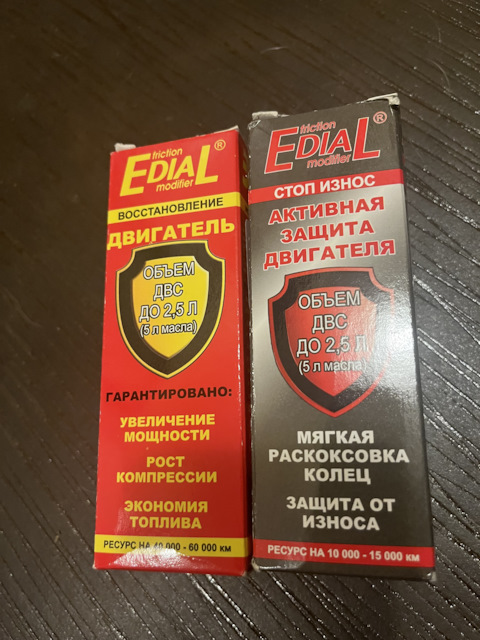 friction
EDIAL®
modifier
ВОССТАНОВЛЕНИЕ
ДВИГАТЕЛЬ
ОБЪЕМ
ДВС
ДО 2,5 Л
(5 л масла)
ГАРАНТИРОВАНО:
УВЕЛИЧЕНИЕ
МОЩНОСТИ
РОСТ
КОМПРЕССИИ
ЭКОНОМИЯ
ТОПЛИВА
РЕСУРС НА 40 000 - 60 000 км
friction
EDIAL®
modifier
СТОП ИЗНОС
АКТИВНАЯ
ЗАЩИТА
ДВИГАТЕЛЯ
ОБЪЕМ
ДВС
ДО 2,5 Л
(5 л масла)
МЯГКАЯ
РАСКОКСОВКА
КОЛЕЦ
ЗАЩИТА ОТ
ИЗНОСА
РЕСУРС НА 10 000 - 15 000 км